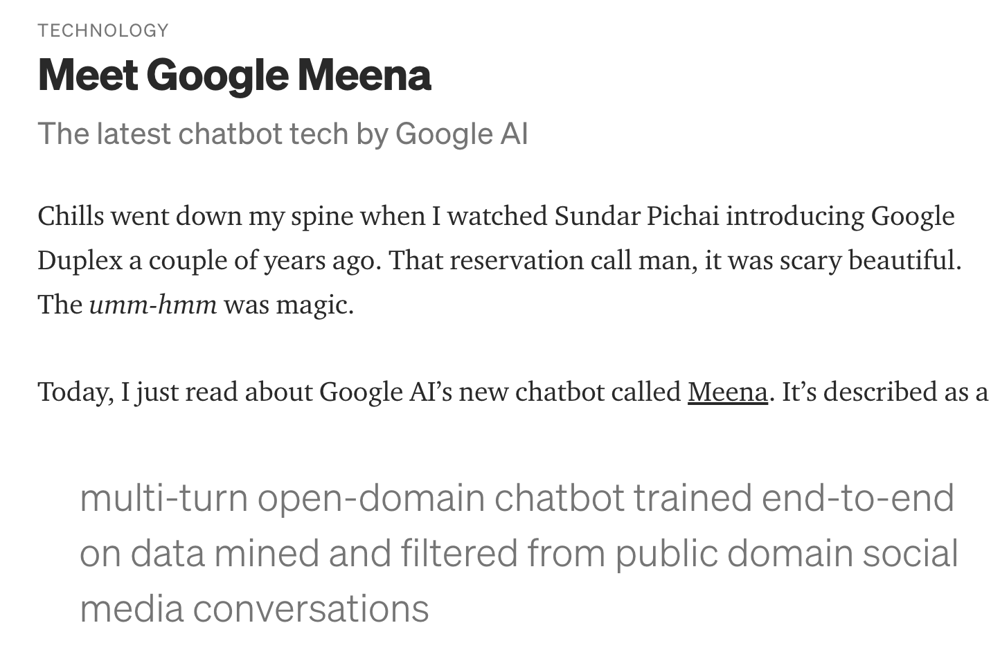 TECHNOLOGY
Meet Google Meena
The latest chatbot tech by Google AI
Chills went down my spine when I watched Sundar Pichai introducing Google
Duplex a couple of years ago. That reservation call man, it was scary beautiful.
The umm-hmm was magic.
Today, I just read about Google AI’s new chatbot called Meena. It’s described as a
multi-turn open-domain chatbot trained end-to-end
on data mined and filtered from public domain social
media conversations